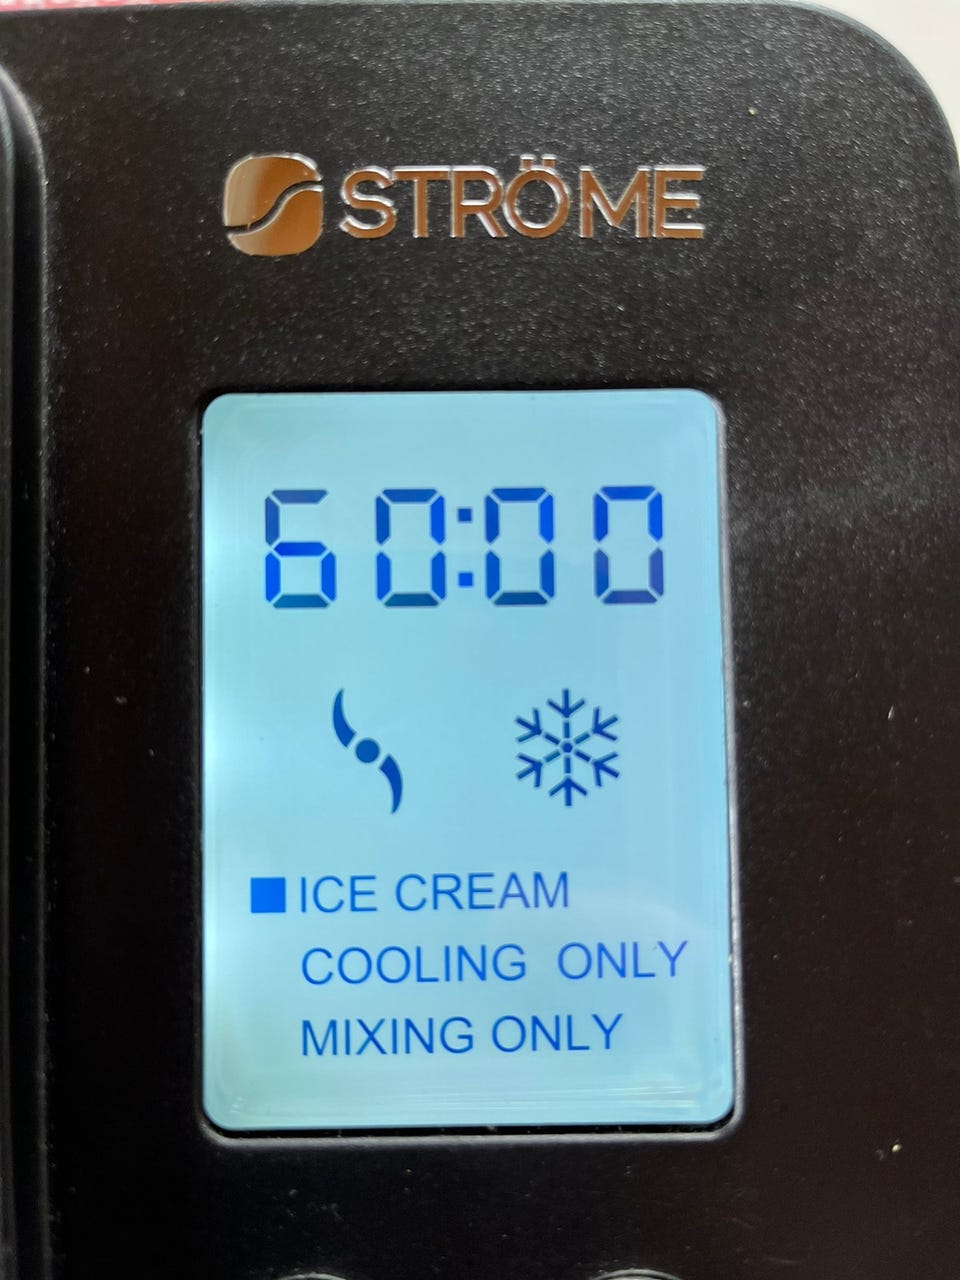 STRÖME
60:00
ICE CREAM
COOLING ONLY
MIXING ONLY